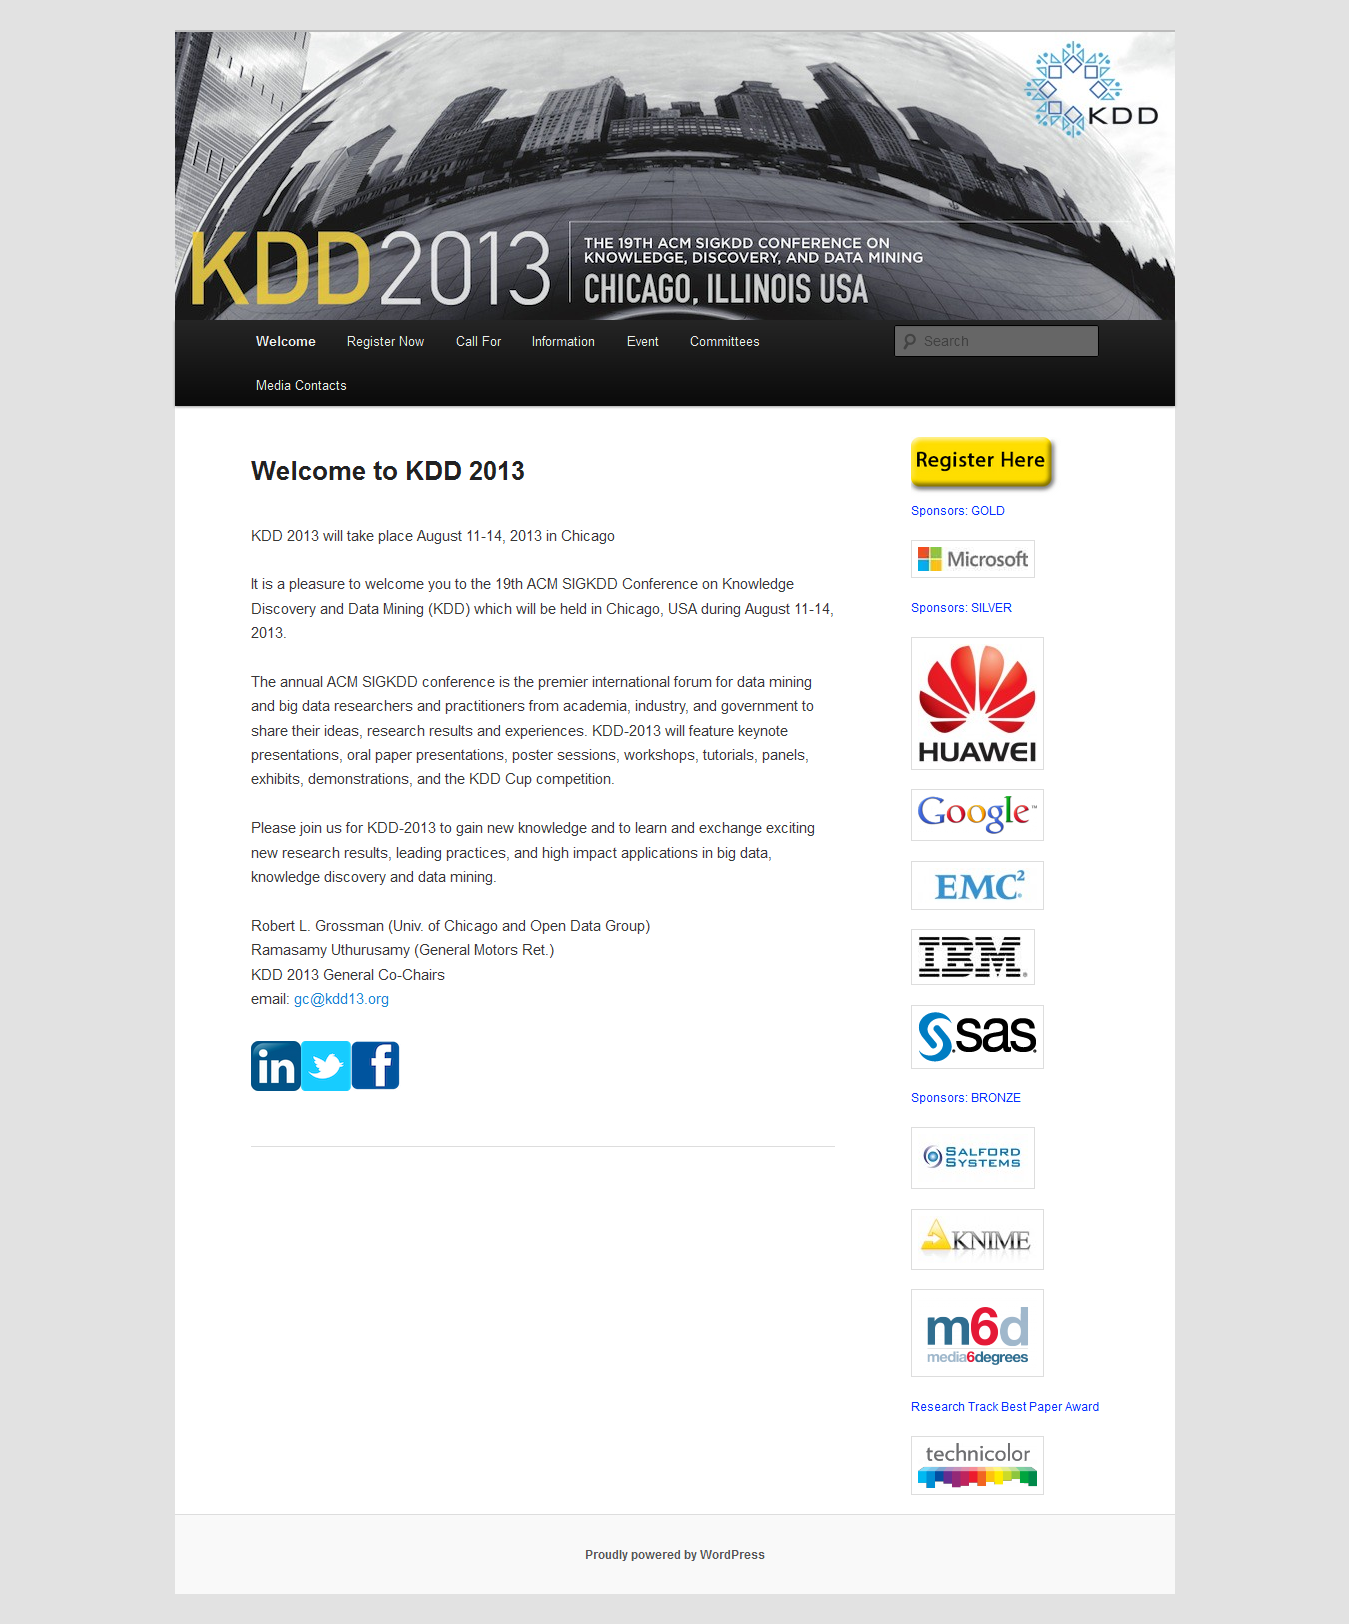 KDD
KDD2013
THE 19TH ACM SIGKDD CONFERENCE ON
KNOWLEDGE, DISCOVERY, AND DATA MINING
CHICAGO, ILLINOIS USA
Welcome
Register Now
Call For
Information
Event
Committees
Search
Media Contacts
Welcome to KDD 2013
KDD 2013 will take place August 11-14, 2013 in Chicago
It is a pleasure to welcome you to the 19th ACM SIGKDD Conference on Knowledge
Discovery and Data Mining (KDD) which will be held in Chicago, USA during August 11-14,
2013.
The annual ACM SIGKDD conference is the premier international forum for data mining
and big data researchers and practitioners from academia, industry, and government to
share their ideas, research results and experiences. KDD-2013 will feature keynote
presentations, oral paper presentations, poster sessions, workshops, tutorials, panels,
exhibits, demonstrations, and the KDD Cup competition.
Please join us for KDD-2013 to gain new knowledge and to learn and exchange exciting
new research results, leading practices, and high impact applications in big data,
knowledge discovery and data mining.
Robert L. Grossman (Univ. of Chicago and Open Data Group)
Ramasamy Uthurusamy (General Motors Ret.)
KDD 2013 General Co-Chairs
email: gc@kdd13.org
in
f
Register Here
Sponsors: GOLD
Microsoft
Sponsors: SILVER
HUAWEI
Google™
EMC²
IBM®
sas
Sponsors: BRONZE
SALFORD
SYSTEMS
KNIME
m6d
media6degrees
Research Track Best Paper Award
technicolor
Proudly powered by WordPress